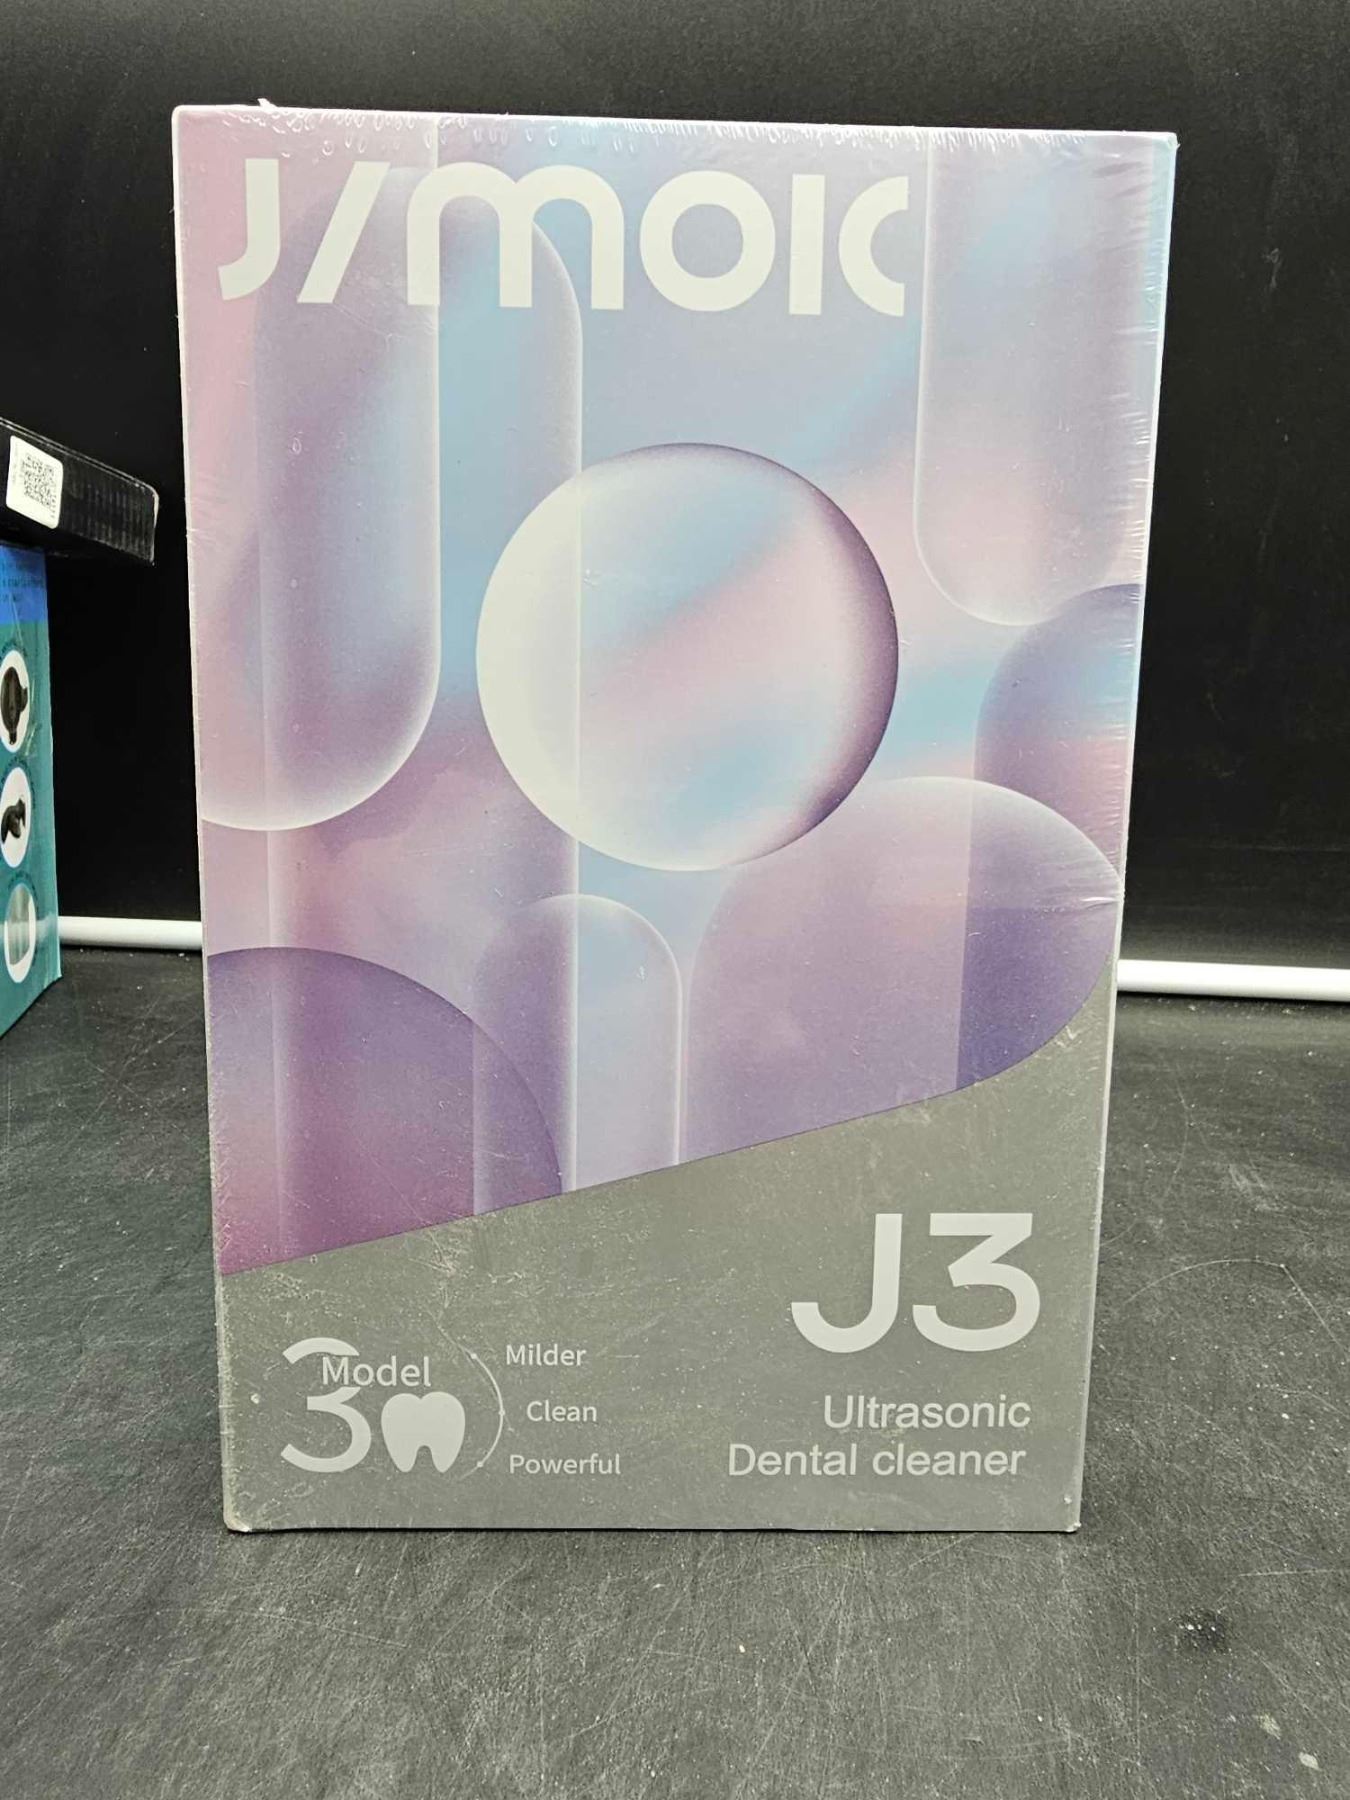 J/MOIC
J3
3 Model
Milder
Clean
Powerful
Ultrasonic
Dental cleaner